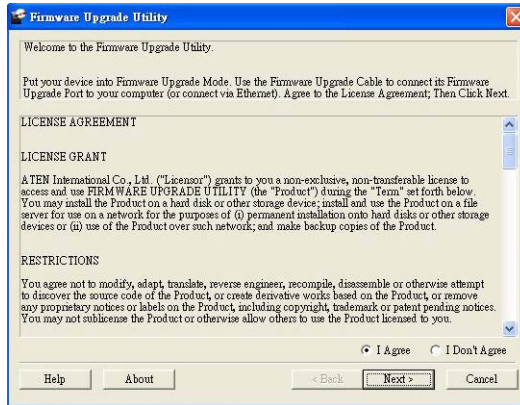 Firmware Upgrade Utility
Welcome to the Firmware Upgrade Utility.
Put your device into Firmware Upgrade Mode. Use the Firmware Upgrade Cable to connect its Firmware
Upgrade Port to your computer (or connect via Ethernet). Agree to the License Agreement; Then Click Next.
LICENSE AGREEMENT
LICENSE GRANT
ATEN International Co., Ltd. ("Licensor") grants to you a non-exclusive, non-transferable license to
access and use FIRMWARE UPGRADE UTILITY (the "Product") during the "Term" set forth below.
You may install the Product on a hard disk or other storage device; install and use the Product on a file
server for use on a network for the purposes of (i) permanent installation onto hard disks or other storage
devices or (ii) use of the Product over such network; and make backup copies of the Product.
RESTRICTIONS
You agree not to modify, adapt, translate, reverse engineer, recompile, disassemble or otherwise attempt
to discover the source code of the Product, or create derivative works based on the Product, or remove
any proprietary notices or labels on the Product, including copyright, trademark or patent pending notices.
You may not sublicense the Product or otherwise allow others to use the Product licensed to you.
I Agree I Don't Agree
Help About < Back Next > Cancel